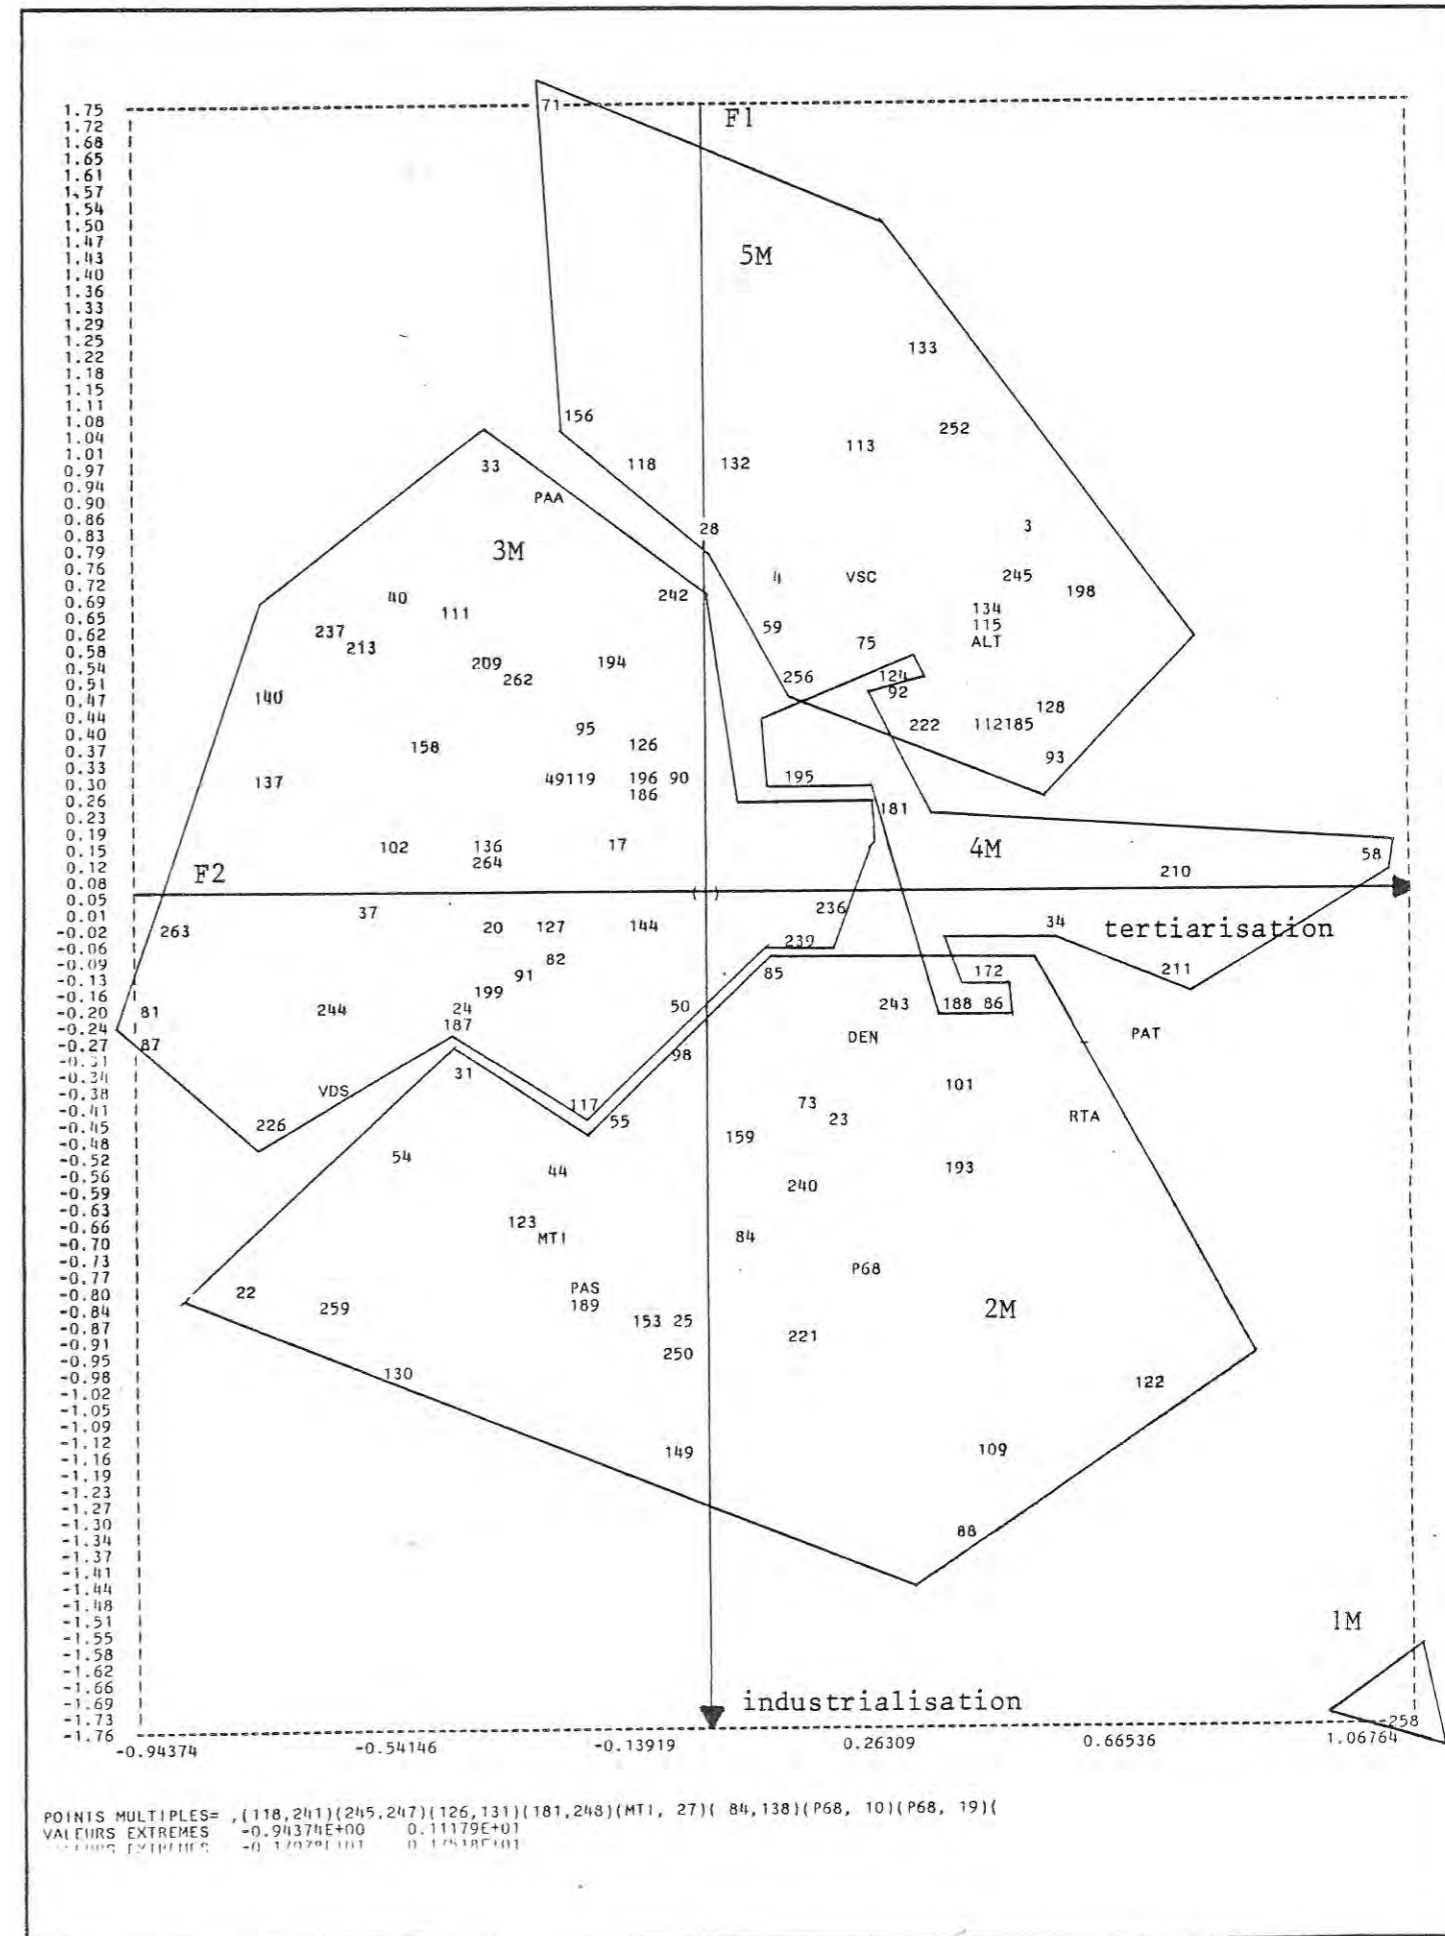 1.75 71
1.72 F1
1.68
1.65
1.61
1.57
1.54
1.50
1.47
1.43 5M
1.40
1.36
1.33
1.29
1.25 133
1.22
1.18
1.15
1.11
1.08 156
1.04 113 252
1.01 118 132
0.97 33
0.94 PAA
0.90
0.86 28 3
0.83
0.79 3M
0.76 4 VSC 245
0.72 40 242 198
0.69 111 134
0.65 237 59 115
0.62 213 75 ALT
0.58 209 194
0.54 262 256 124
0.51 140 92
0.47 128
0.44 95 222 112185
0.40 158 126
0.37 93
0.33 137 49119 196 90 195
0.30 186
0.26 181
0.23
0.19 102 136 17 4M 58
0.15 264
0.12 F2 210
0.08
0.05 37 236
0.01 20 127 144 34 tertiarisation
-0.02 263 239
-0.06 82
-0.09 91 85 172 211
-0.13 199
-0.16 81 244 24 50 243 188 86
-0.20 187 DEN PAT
-0.24 87 98
-0.27 31
-0.31 101
-0.34 VDS
-0.38 117 73 RTA
-0.41 226 55 23
-0.45 159
-0.48 54
-0.52 44 193
-0.56 240
-0.59
-0.63 123
-0.66 MTI 84
-0.70
-0.73 P68
-0.77 22 PAS
-0.80 259 189 2M
-0.84 153 25
-0.87 221
-0.91 250
-0.95 130
-0.98 122
-1.02
-1.05
-1.09
-1.12 149 109
-1.16
-1.19
-1.23
-1.27
-1.30 88
-1.34
-1.37
-1.41
-1.44
-1.48
-1.51 1M
-1.55
-1.58
-1.62
-1.66
-1.69 industrialisation
-1.73 258
-1.76
-0.94374 -0.54146 -0.13919 0.26309 0.66536 1.06764
POINTS MULTIPLES= ,(118,241)(245,247)(126,131)(181,248)(MTI, 27)( 84,138)(P68, 10)(P68, 19)(
VALEURS EXTREMES -0.94374E+00 0.11179E+01